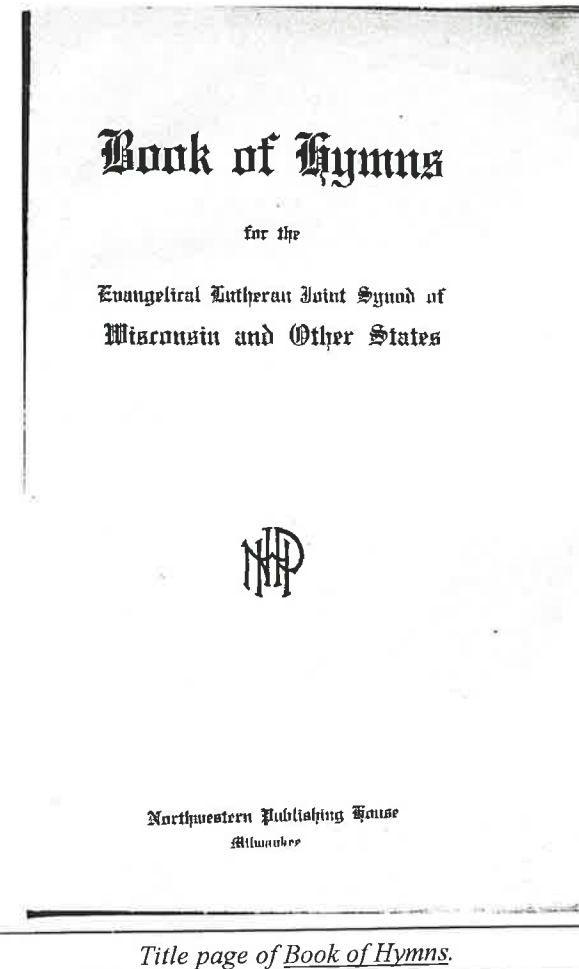 Book of Hymns
for the
Evangelical Lutheran Joint Synod of
Wisconsin and Other States
NPH
Northwestern Publishing House
Milwaukee
Title page of Book of Hymns.